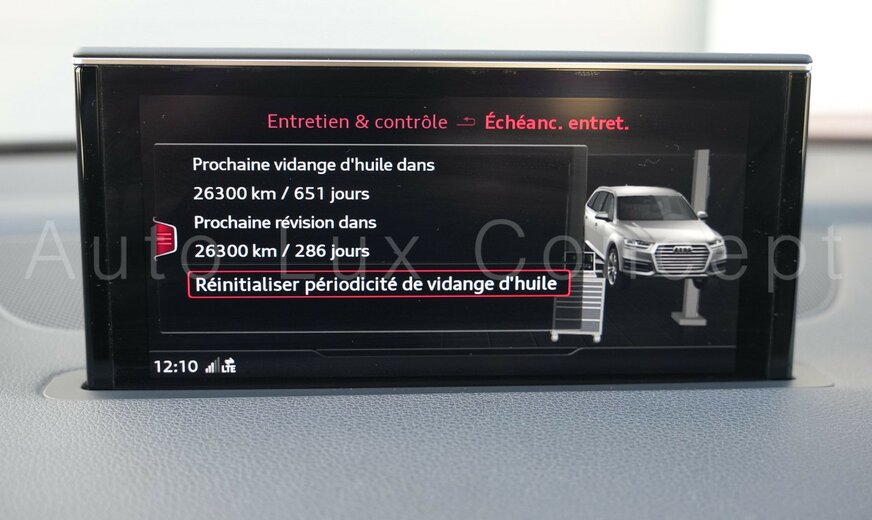 Entretien & contrôle Échéanc. entret.
Prochaine vidange d'huile dans
26300 km / 651 jours
Prochaine révision dans
26300 km / 286 jours
Auto Lux Concept
Réinitialiser périodicité de vidange d'huile
12:10 LTE